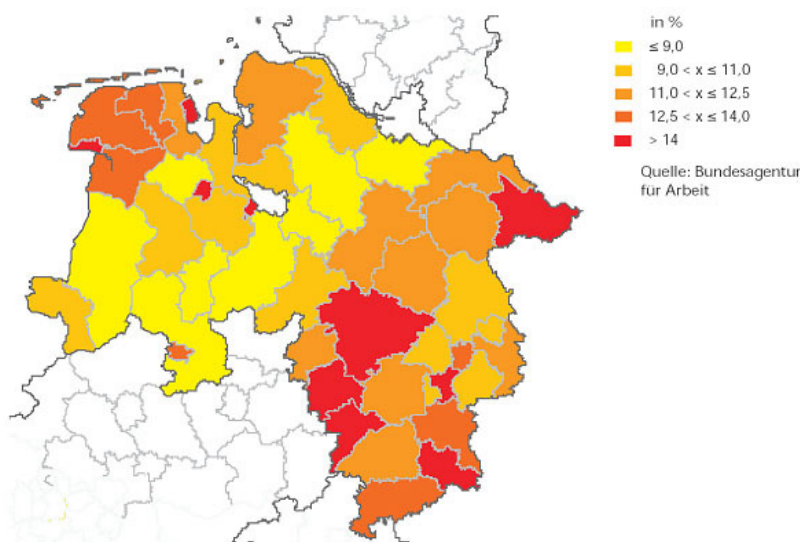 in %
≤ 9,0
9,0 < x ≤ 11,0
11,0 < x ≤ 12,5
12,5 < x ≤ 14,0
> 14
Quelle: Bundesagentur
für Arbeit